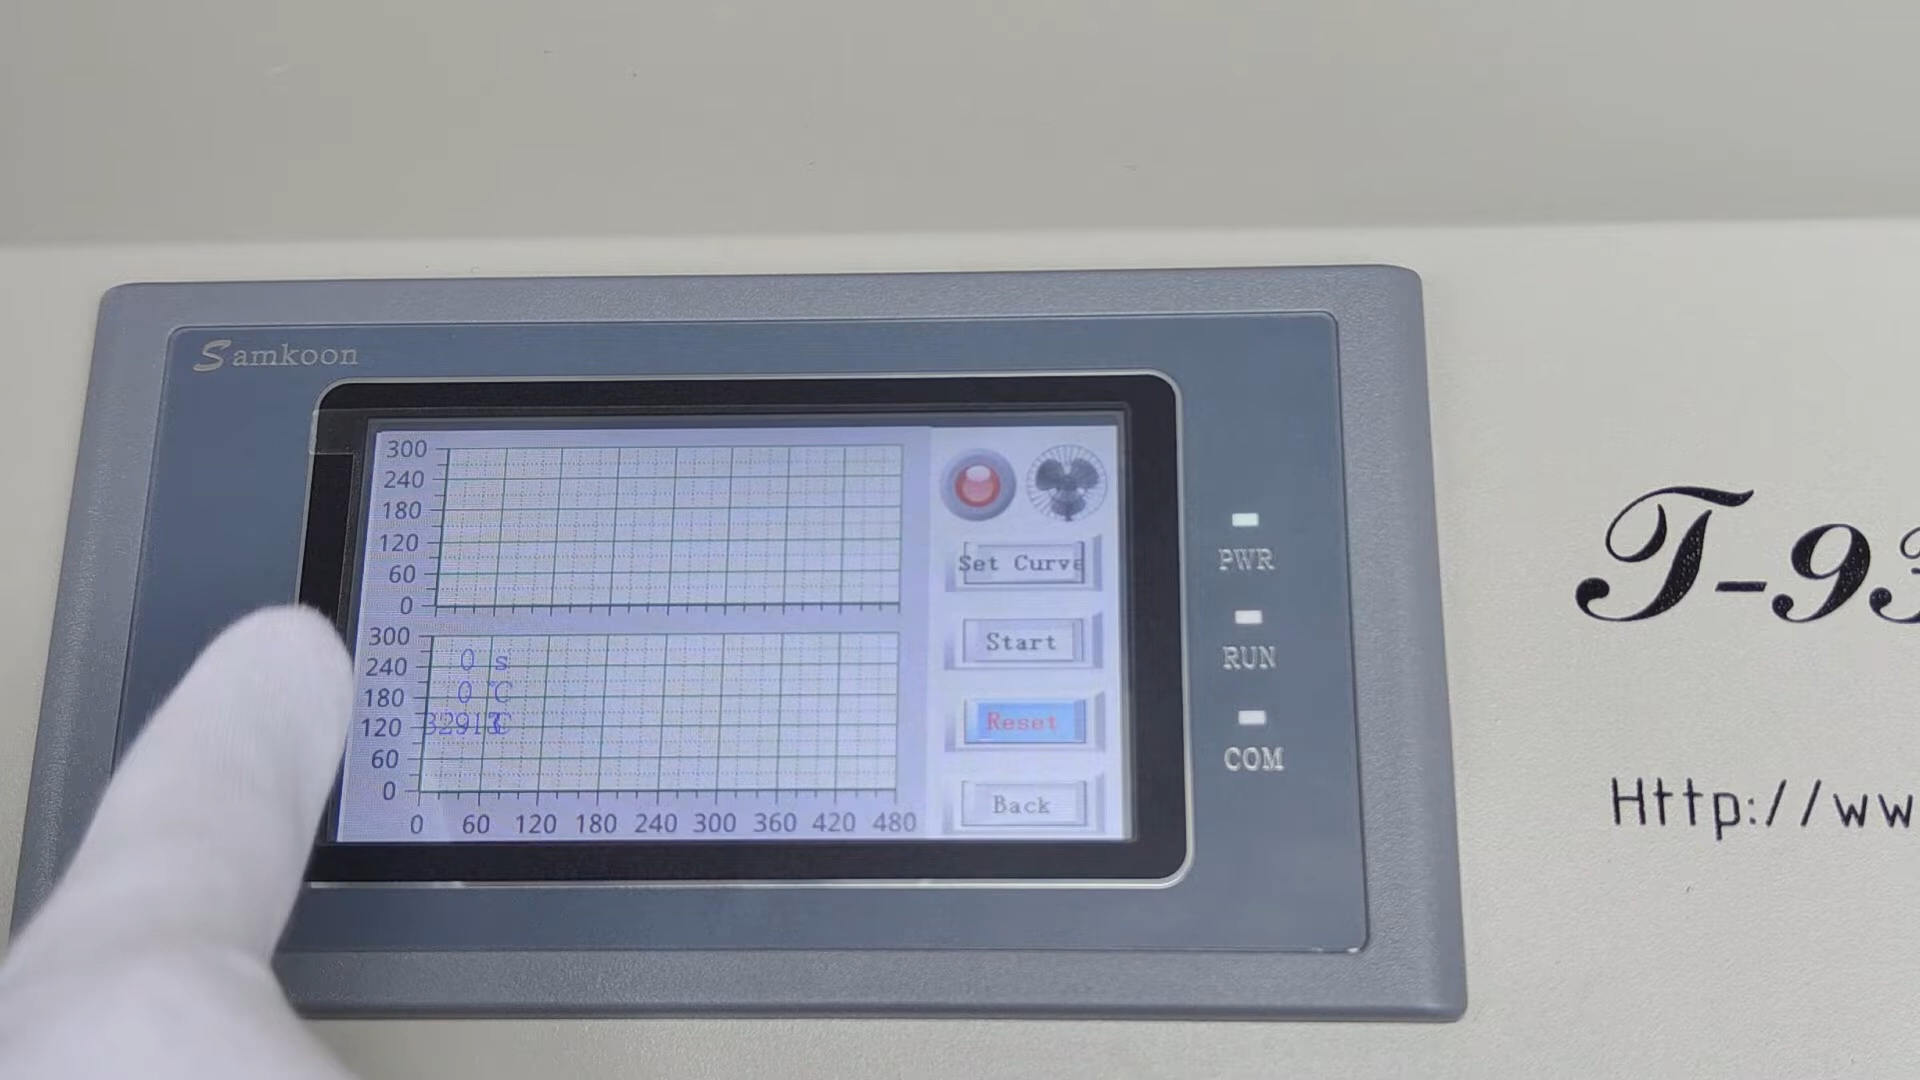 Samkoon
300
240
180
120
60
0
300
240
180
120
60
0
0 s
0 ℃
0 60 120 180 240 300 360 420 480
Set Curve
Start
Reset
Back
PWR
RUN
COM
T-93
Http://ww